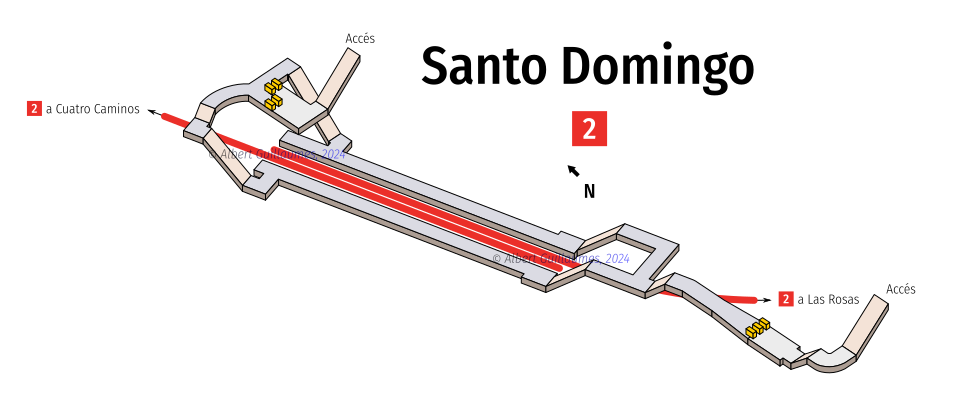 Accés
Santo Domingo
2 a Cuatro Caminos
2
© Albert Guillaumes, 2024
N
© Albert Guillaumes, 2024
Accés
2 a Las Rosas